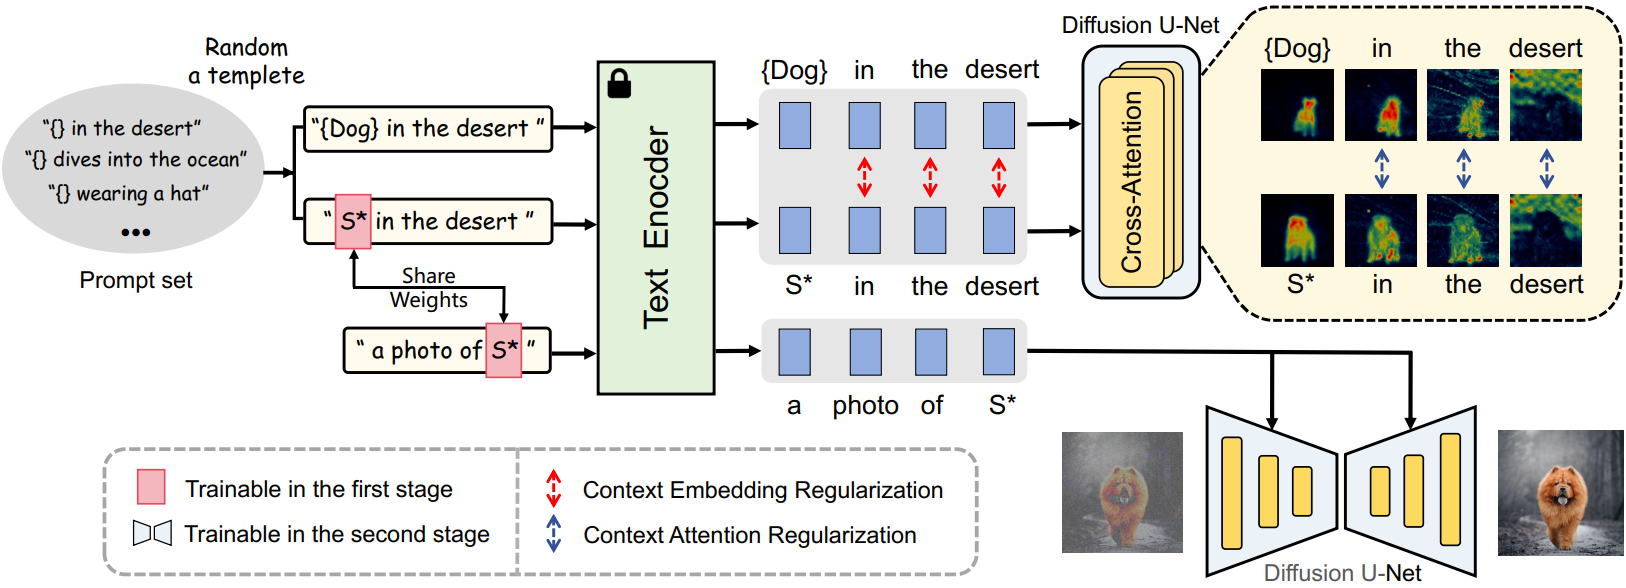 Random
a templete
"{} in the desert"
"{} dives into the ocean"
"{} wearing a hat"
•••
Prompt set
"{Dog} in the desert "
" S* in the desert "
Share
Weights
" a photo of S* "
Text Enocder
{Dog} in the desert
S* in the desert
a photo of S*
Diffusion U-Net
Cross-Attention
{Dog} in the desert
S* in the desert
Diffusion U-Net
Trainable in the first stage
Trainable in the second stage
Context Embedding Regularization
Context Attention Regularization